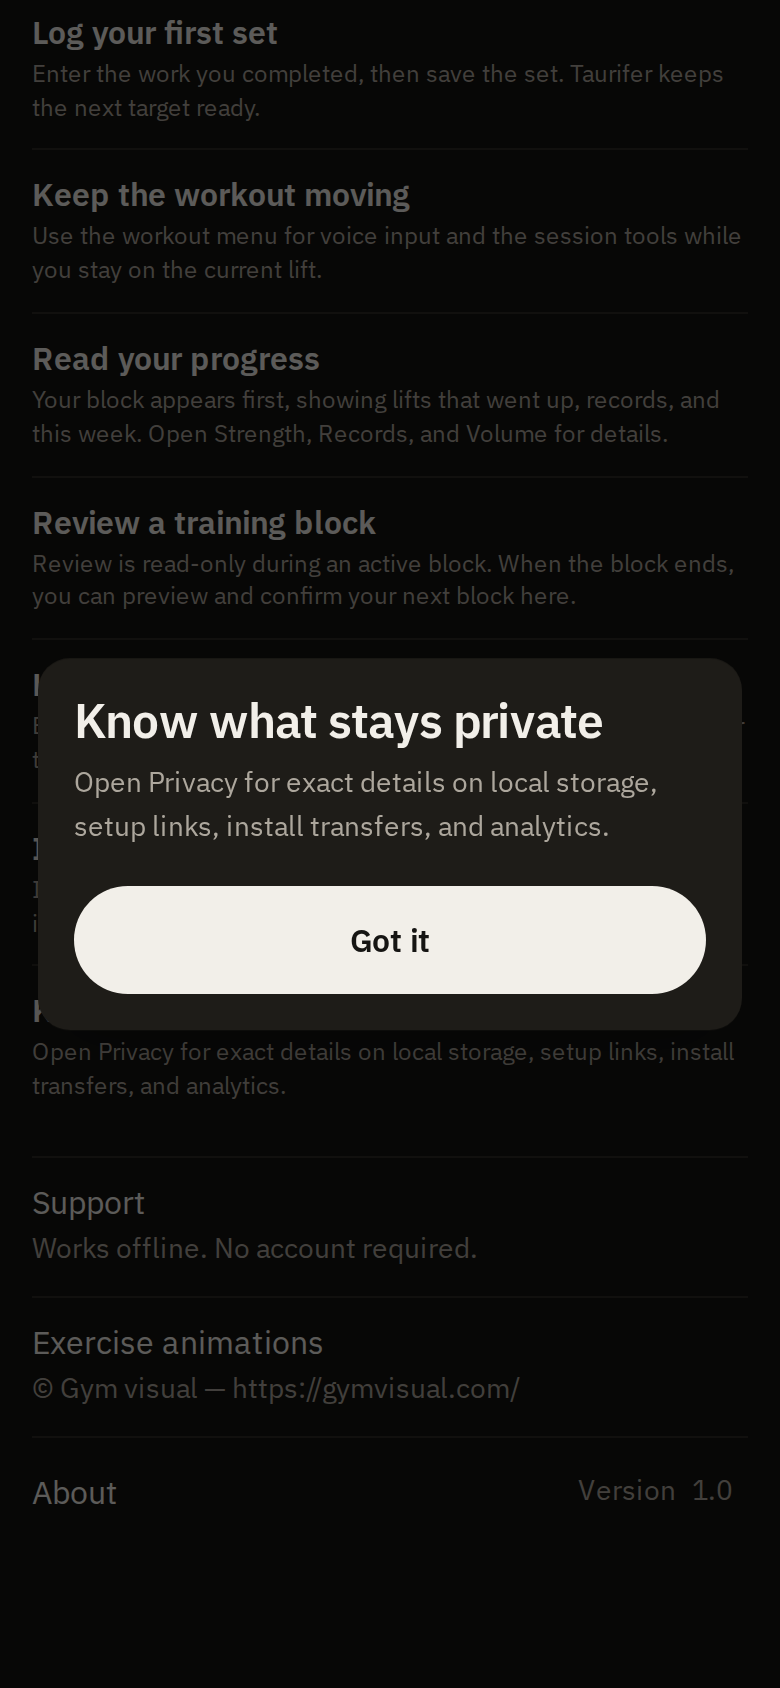 Log your first set
Enter the work you completed, then save the set. Taurifer keeps
the next target ready.
Keep the workout moving
Use the workout menu for voice input and the session tools while
you stay on the current lift.
Read your progress
Your block appears first, showing lifts that went up, records, and
this week. Open Strength, Records, and Volume for details.
Review a training block
Review is read-only during an active block. When the block ends,
you can preview and confirm your next block here.
Know what stays private
Open Privacy for exact details on local storage,
setup links, install transfers, and analytics.
Got it
Open Privacy for exact details on local storage, setup links, install
transfers, and analytics.
Support
Works offline. No account required.
Exercise animations
© Gym visual — https://gymvisual.com/
About
Version 1.0